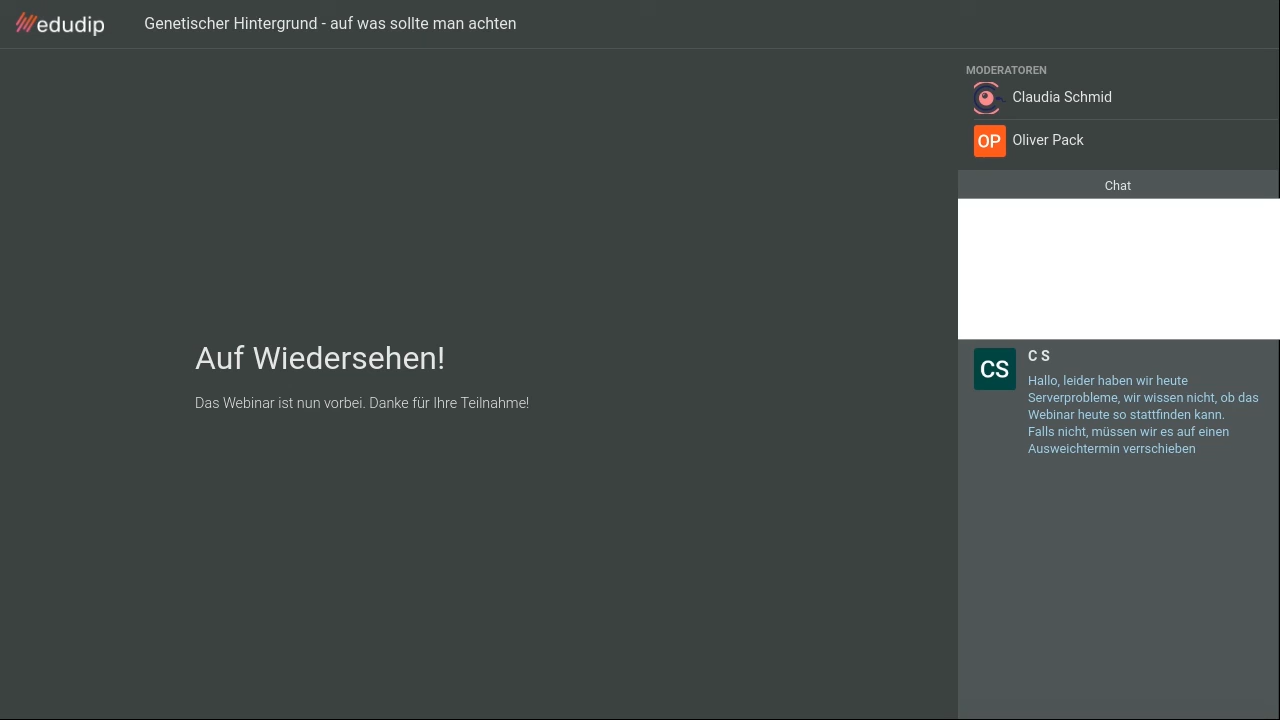 edudip
Genetischer Hintergrund - auf was sollte man achten
MODERATOREN
Claudia Schmid
OP
Oliver Pack
Chat
Auf Wiedersehen!
Das Webinar ist nun vorbei. Danke für Ihre Teilnahme!
CS
C S
Hallo, leider haben wir heute
Serverprobleme, wir wissen nicht, ob das
Webinar heute so stattfinden kann.
Falls nicht, müssen wir es auf einen
Ausweichtermin verrschieben